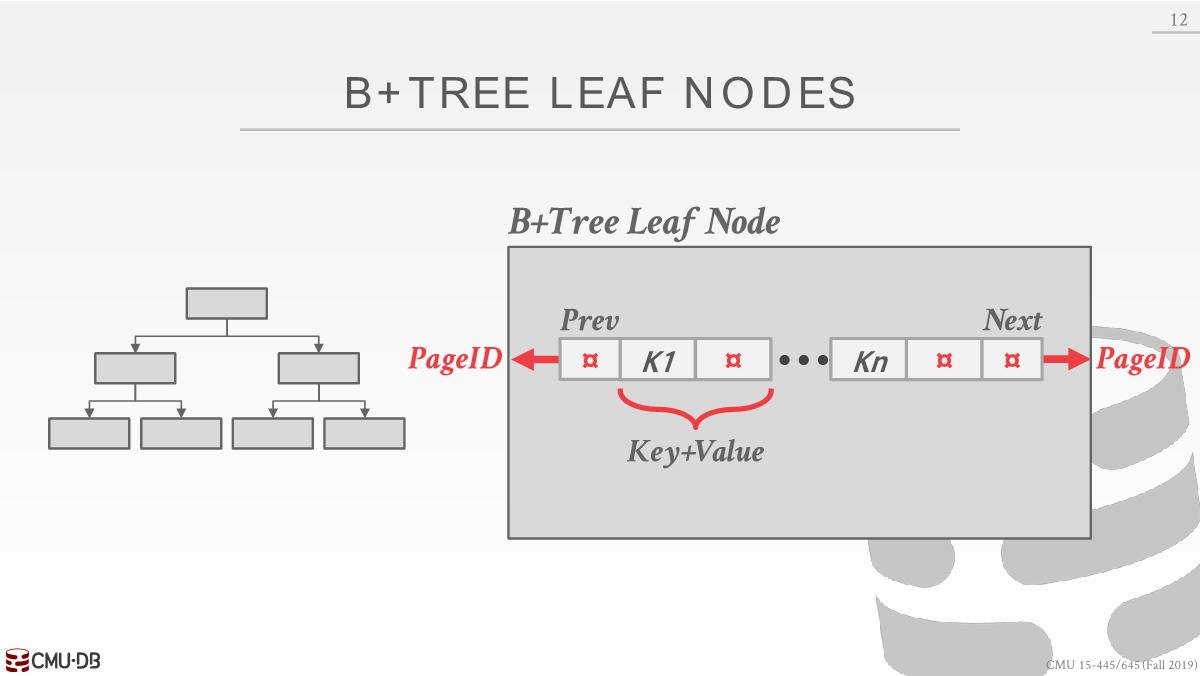 12
B+TREE LEAF NODES
B+Tree Leaf Node
Prev
Next
PageID
¤ K1 ¤ ••• Kn ¤ ¤
PageID
Key+Value
CMU·DB
CMU 15-445/645 (Fall 2019)